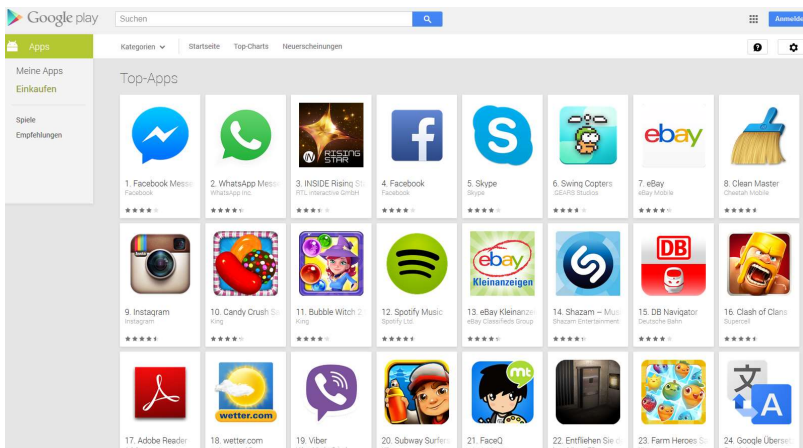 Google play
Suchen
Anmelde
Apps
Kategorien
Startseite
Top-Charts
Neuerscheinungen
Meine Apps
Einkaufen
Spiele
Empfehlungen
Top-Apps
RISING
STAR
ebay
1. Facebook Messe
Facebook
2. WhatsApp Mess
WhatsApp Inc.
3. INSIDE Rising St
RTL interactive GmbH
4. Facebook
Facebook
5. Skype
Skype
6. Swing Copters
.GEARS Studios
7. eBay
eBay Mobile
8. Clean Master
Cheetah Mobile
ebay
Kleinanzeigen
DB
9. Instagram
Instagram
10. Candy Crush Sa
King
11. Bubble Witch 2
King
12. Spotify Music
Spotify Ltd.
13. eBay Kleinanze
eBay Classifieds Group
14. Shazam – Mus
Shazam Entertainment
15. DB Navigator
Deutsche Bahn
16. Clash of Clans
Supercell
wetter.com
mt
文
A
17. Adobe Reader
18. wetter.com
19. Viber
20. Subway Surfer
21. FaceQ
22. Entfliehen Sie d
23. Farm Heroes Sa
24. Google Überset